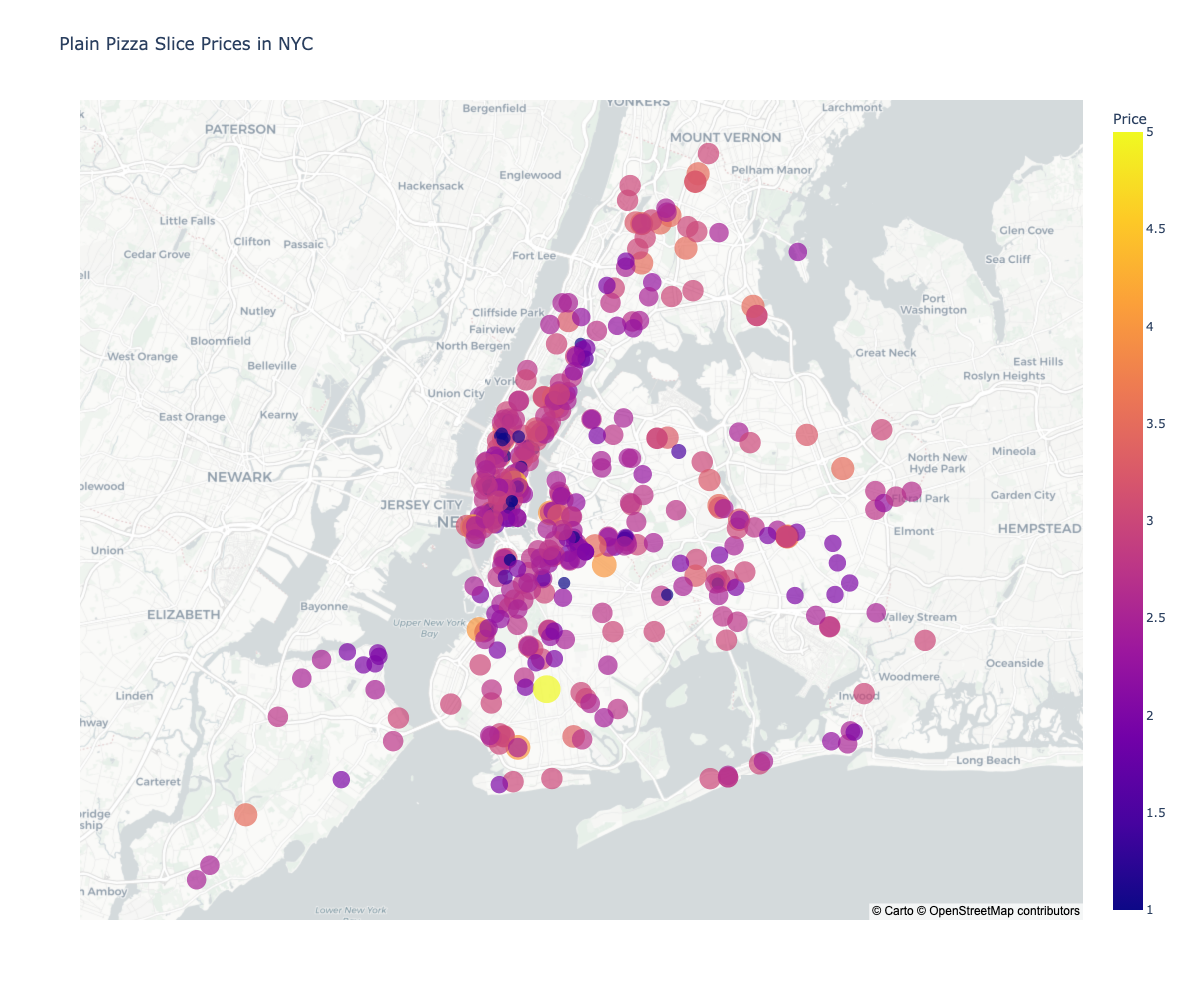 Plain Pizza Slice Prices in NYC
YONKERS
Bergenfield
Larchmont
PATERSON
MOUNT VERNON
Pelham Manor
Englewood
Hackensack
Little Falls
Glen Cove
Clifton
Passaic
Cedar Grove
Fort Lee
Sea Cliff
ell
Port
Washington
Nutley
Cliffside Park
Fairview
Bloomfield
North Bergen
West Orange
Great Neck
Belleville
East Hills
Roslyn Heights
w York
Union City
East Orange
Kearny
Mineola
North New
Hyde Park
NEWARK
plewood
Floral Park
Garden City
JERSEY CITY
NE
K
HEMPSTEAD
Elmont
Union
ELIZABETH
Bayonne
Valley Stream
Upper New York
Bay
Oceanside
Woodmere
Linden
Inwood
hway
Long Beach
Carteret
bridge
ship
h Amboy
Lower New York
© Carto © OpenStreetMap contributors
Price
5
4.5
4
3.5
3
2.5
2
1.5
1